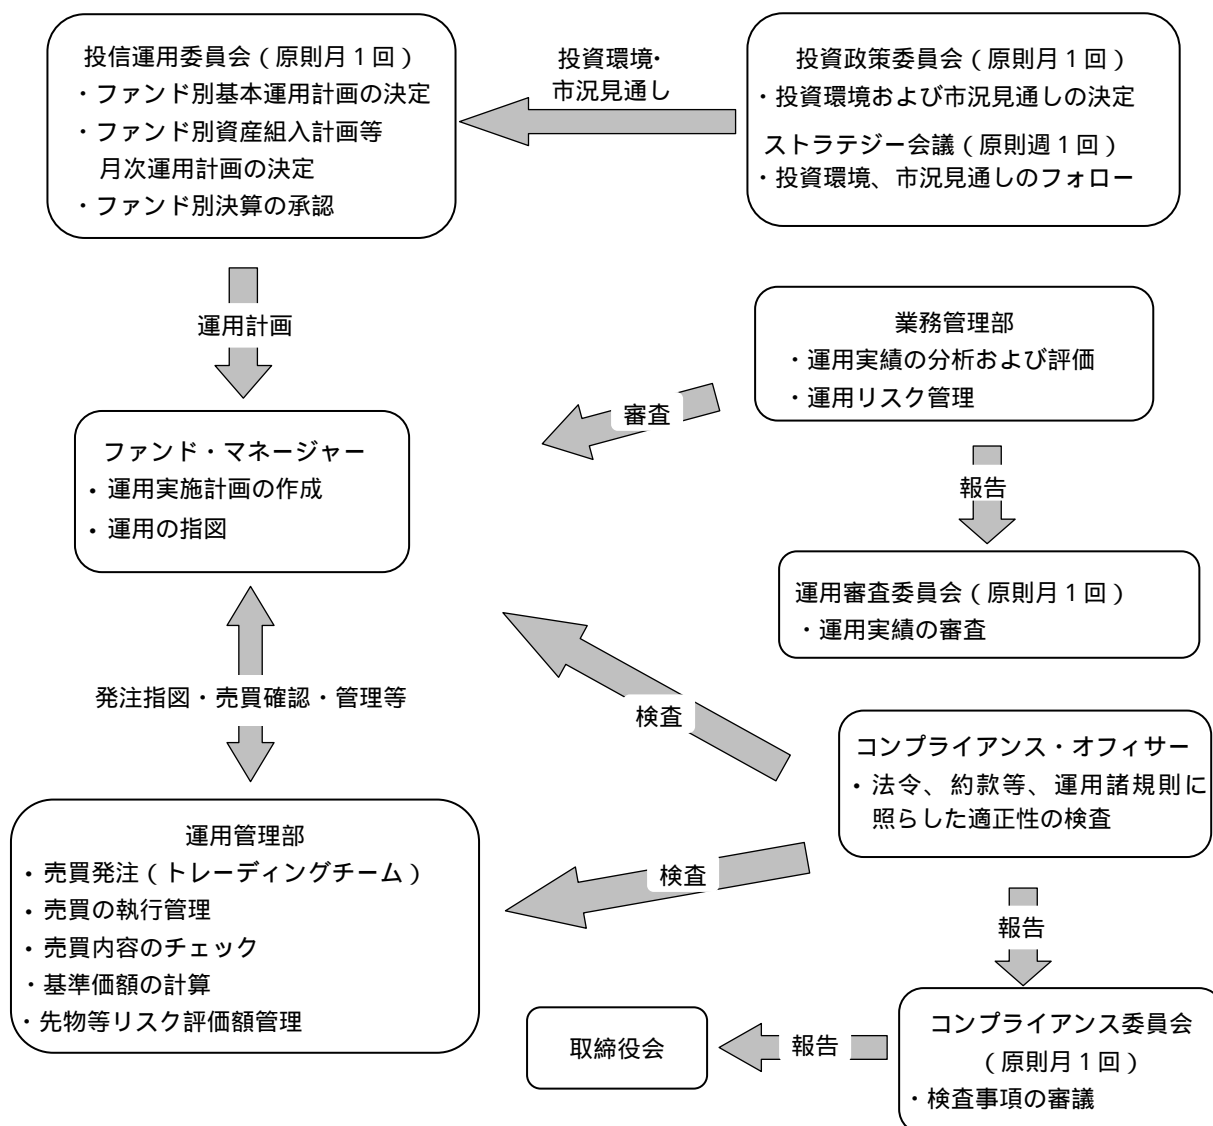 投信運用委員会（原則月１回）
・ファンド別基本運用計画の決定
・ファンド別資産組入計画等
月次運用計画の決定
・ファンド別決算の承認
投資環境・
市況見通し
投資政策委員会（原則月１回）
・投資環境および市況見通しの決定
ストラテジー会議（原則週１回）
・投資環境、市況見通しのフォロー
運用計画
業務管理部
・運用実績の分析および評価
・運用リスク管理
審査
ファンド・マネージャー
・運用実施計画の作成
・運用の指図
報告
運用審査委員会（原則月１回）
・運用実績の審査
発注指図・売買確認・管理等
検査
コンプライアンス・オフィサー
・法令、約款等、運用諸規則に
照らした適正性の検査
運用管理部
・売買発注（トレーディングチーム）
・売買の執行管理
・売買内容のチェック
・基準価額の計算
・先物等リスク評価額管理
検査
報告
コンプライアンス委員会
（原則月１回）
・検査事項の審議
報告
取締役会